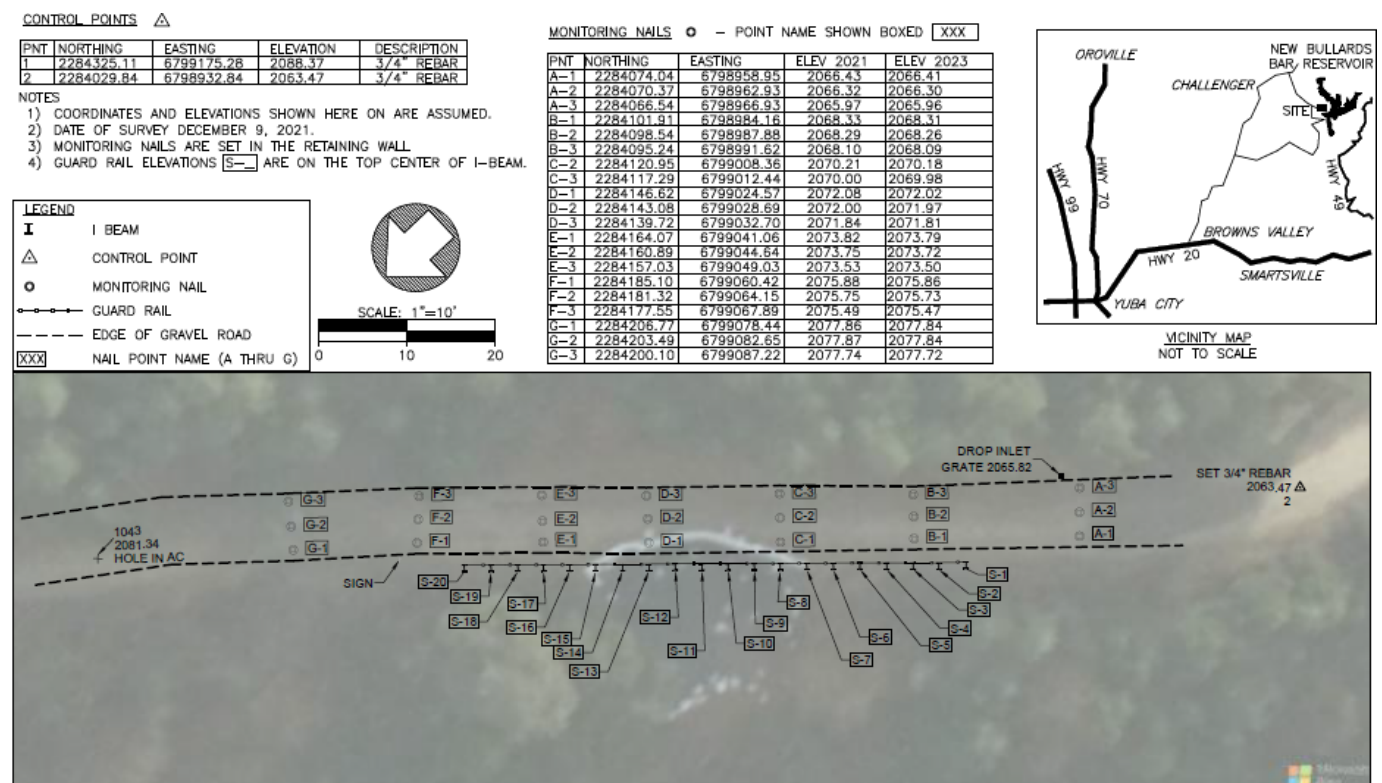 CONTROL POINTS
PNT NORTHING EASTING ELEVATION DESCRIPTION
1 2284325.11 6799175.28 2088.37 3/4" REBAR
2 2284029.84 6798932.84 2063.47 3/4" REBAR
NOTES
1) COORDINATES AND ELEVATIONS SHOWN HERE ON ARE ASSUMED.
2) DATE OF SURVEY DECEMBER 9, 2021.
3) MONITORING NAILS ARE SET IN THE RETAINING WALL
4) GUARD RAIL ELEVATIONS S-_ ARE ON THE TOP CENTER OF I-BEAM.
LEGEND
I BEAM
CONTROL POINT
MONITORING NAIL
GUARD RAIL
EDGE OF GRAVEL ROAD
XXX NAIL POINT NAME (A THRU G)
SCALE: 1"=10'
0 10 20
MONITORING NAILS - POINT NAME SHOWN BOXED XXX
PNT NORTHING EASTING ELEV 2021 ELEV 2023
A-1 2284074.04 6798958.95 2066.43 2066.41
A-2 2284070.37 6798962.93 2066.32 2066.30
A-3 2284066.54 6798966.93 2065.97 2065.96
B-1 2284101.91 6798984.16 2068.33 2068.31
B-2 2284098.54 6798987.88 2068.29 2068.26
B-3 2284095.24 6798991.62 2068.10 2068.09
C-2 2284120.95 6799008.36 2070.21 2070.18
C-3 2284117.29 6799012.44 2070.00 2069.98
D-1 2284146.62 6799024.57 2072.08 2072.02
D-2 2284143.08 6799028.69 2072.00 2071.97
D-3 2284139.72 6799032.70 2071.84 2071.81
E-1 2284164.07 6799041.06 2073.82 2073.79
E-2 2284160.89 6799044.64 2073.75 2073.72
E-3 2284157.03 6799049.03 2073.53 2073.50
F-1 2284185.10 6799060.42 2075.88 2075.86
F-2 2284181.32 6799064.15 2075.75 2075.73
F-3 2284177.55 6799067.89 2075.49 2075.47
G-1 2284206.77 6799078.44 2077.86 2077.84
G-2 2284203.49 6799082.65 2077.87 2077.84
G-3 2284200.10 6799087.22 2077.74 2077.72
OROVILLE
NEW BULLARDS
BAR RESERVOIR
CHALLENGER
SITE
HWY 99
HWY 70
HWY 49
BROWNS VALLEY
HWY 20
SMARTSVILLE
YUBA CITY
VICINITY MAP
NOT TO SCALE
DROP INLET
GRATE 2065.82
SET 3/4" REBAR
2063.47
2
G-3 F-3 E-3 D-3 C-3 B-3 A-3
G-2 F-2 E-2 D-2 C-2 B-2 A-2
G-1 F-1 E-1 D-1 C-1 B-1 A-1
1043
2081.34
HOLE IN AC
SIGN
S-20
S-19
S-18
S-17
S-16
S-15
S-14
S-13
S-12
S-11
S-10
S-9
S-8
S-7
S-6
S-5
S-4
S-3
S-2
S-1
Microsoft